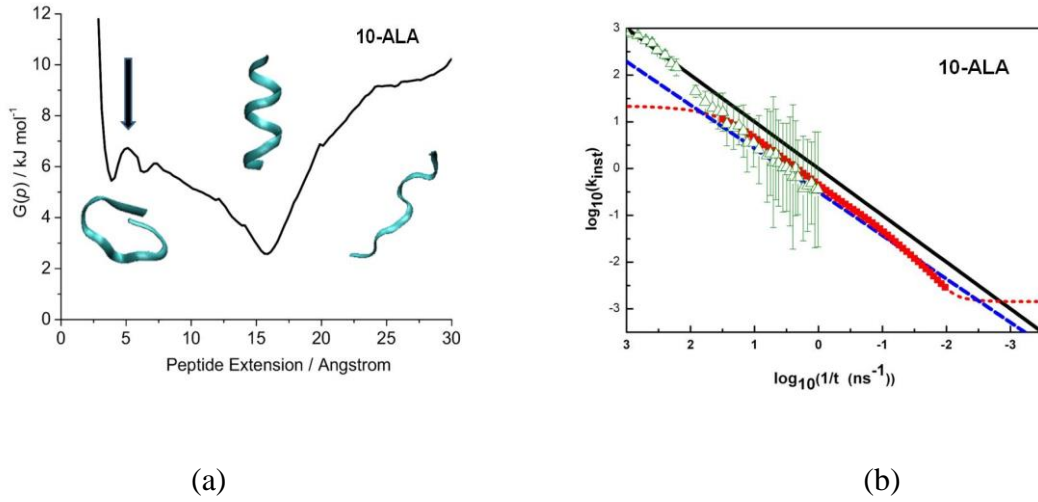 10-ALA
12
10
8
6
4
2
0
G(p) / kJ mol⁻¹
0 5 10 15 20 25 30
Peptide Extension / Angstrom
(a)
10-ALA
3
2
1
0
-1
-2
-3
log₁₀(k_inst)
3 2 1 0 -1 -2 -3
log₁₀(1/t (ns⁻¹))
(b)